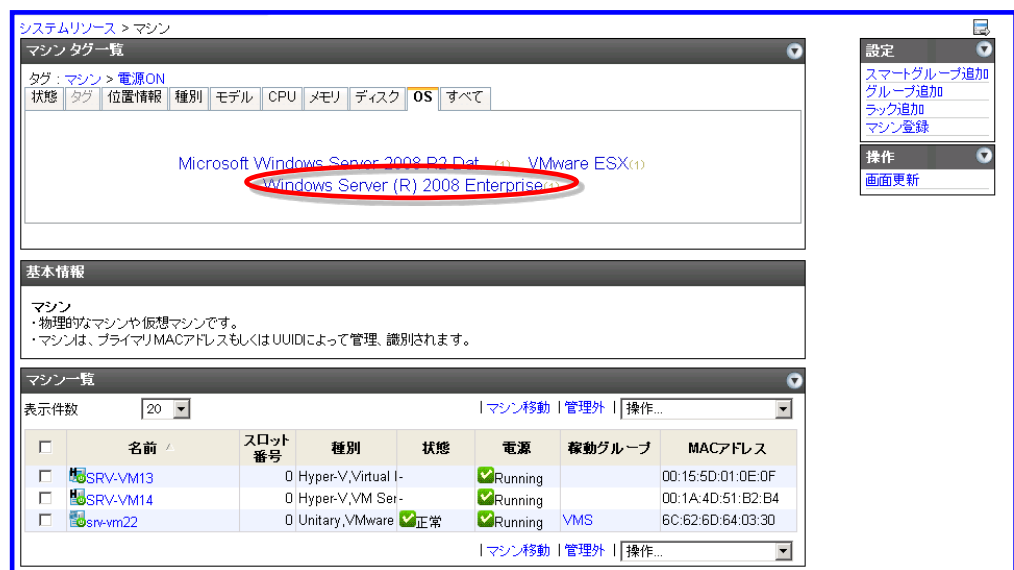 システムリソース > マシン
マシン タグ一覧
タグ : マシン > 電源ON
状態 タグ 位置情報 種別 モデル CPU メモリ ディスク OS すべて
Microsoft Windows Server 2008 R2 Dat...(1) VMware ESX(1)
Windows Server (R) 2008 Enterprise(1)
設定
スマートグループ追加
グループ追加
ラック追加
マシン登録
操作
画面更新
基本情報
マシン
・物理的なマシンや仮想マシンです。
・マシンは、プライマリMACアドレスもしくはUUIDによって管理、識別されます。
マシン一覧
表示件数 20 | マシン移動 | 管理外 | 操作...
名前 スロット番号 種別 状態 電源 稼動グループ MACアドレス
SRV-VM13 0 Hyper-V,Virtual I- Running 00:15:5D:01:0E:0F
SRV-VM14 0 Hyper-V,VM Ser- Running 00:1A:4D:51:B2:B4
srv-vm22 0 Unitary,VMware 正常 Running VMS 6C:62:6D:64:03:30
| マシン移動 | 管理外 | 操作...